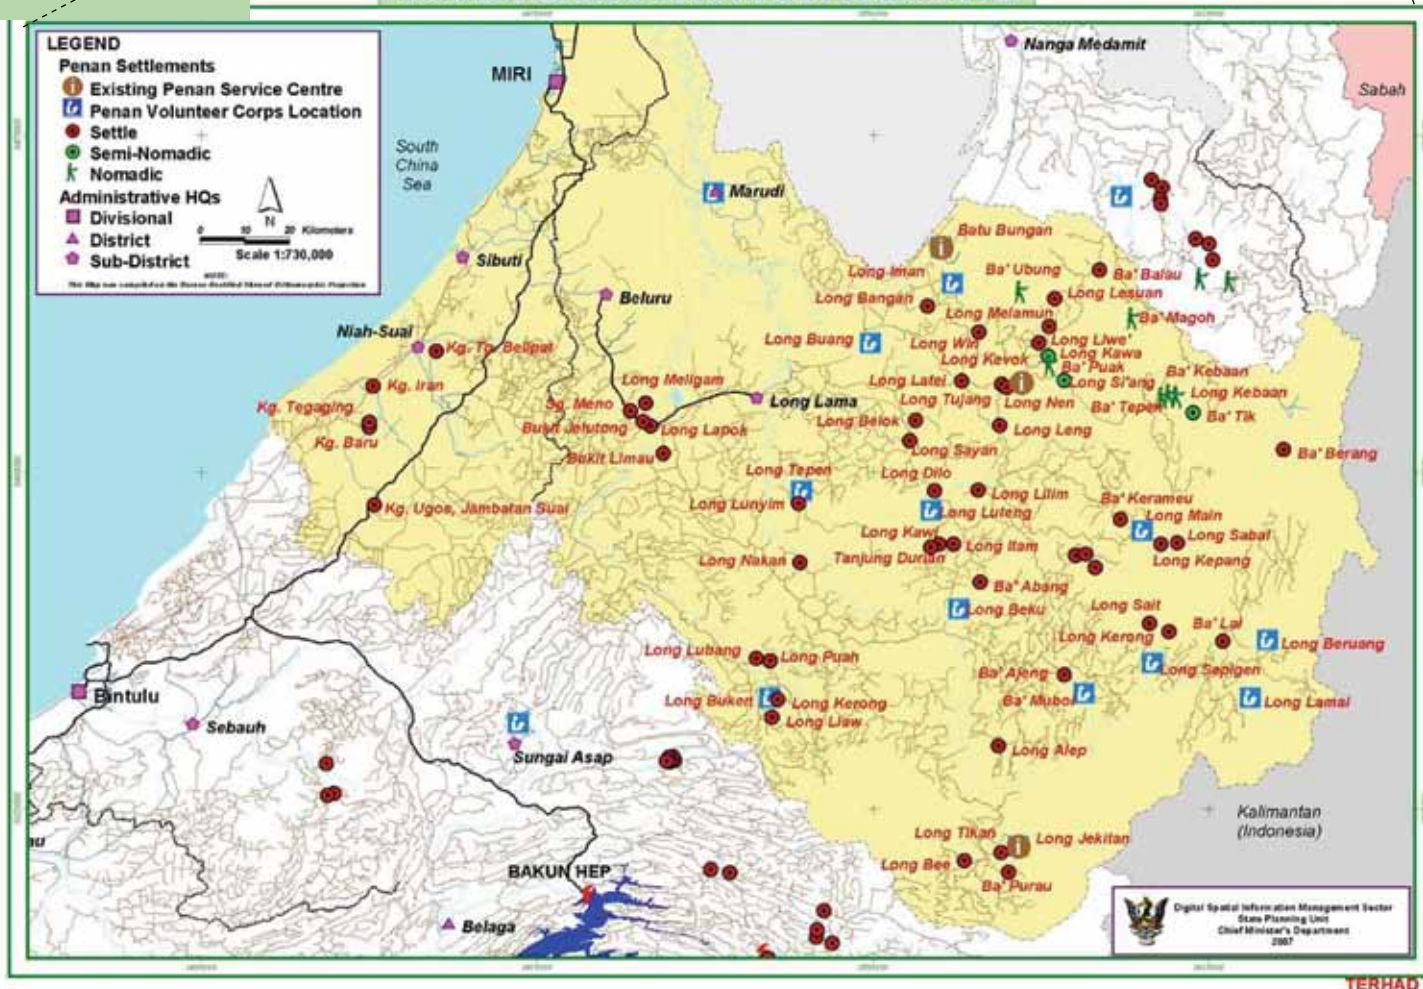 LEGEND
Penan Settlements
Existing Penan Service Centre
Penan Volunteer Corps Location
Settle
Semi-Nomadic
Nomadic
Administrative HQs
Divisional
District
Sub-District
N
0 10 20 Kilometers
Scale 1:730,000
MIRI
South
China
Sea
Nanga Medamit
Sabah
Marudi
Sibuti
Beluru
Niah-Suai
Batu Bungan
Long Iman
Ba' Ubung
Ba' Balau
Long Bangan
Long Lesuan
Long Melamun
Ba' Magoh
Long Buang
Long Win
Long Liwe'
Long Kevok
Long Kawa
Ba' Puak
Ba' Kebaan
Kg. Tg. Belipat
Kg. Iran
Long Meligam
Long Latei
Long Si'ang
Long Kebaan
Kg. Tegaging
Sg. Meno
Long Lama
Long Tujang
Long Nen
Ba' Tepen
Ba' Tik
Kg. Baru
Bukit Jelutong
Long Lapok
Long Belok
Long Leng
Bukit Limau
Long Sayan
Ba' Berang
Long Tepen
Long Dilo
Long Lunyim
Long Lilim
Ba' Kerameu
Kg. Ugos, Jambatan Suai
Long Luteng
Long Main
Long Kawi
Long Sabai
Tanjung Durian
Long Itam
Long Nakan
Long Kepang
Ba' Abang
Long Beku
Long Sait
Ba' Lai
Long Kerong
Long Beruang
Long Lubang
Long Puah
Long Sepigen
Ba' Ajeng
Bintulu
Long Buken
Long Kerong
Ba' Mubor
Long Lamai
Long Liaw
Sebauh
Sungai Asap
Long Alep
Kalimantan
(Indonesia)
Long Tikan
Long Jekitan
Long Bee
BAKUN HEP
Ba' Purau
Belaga
Digital Spatial Information Management Sector
State Planning Unit
Chief Minister's Department
2007
TERHAD